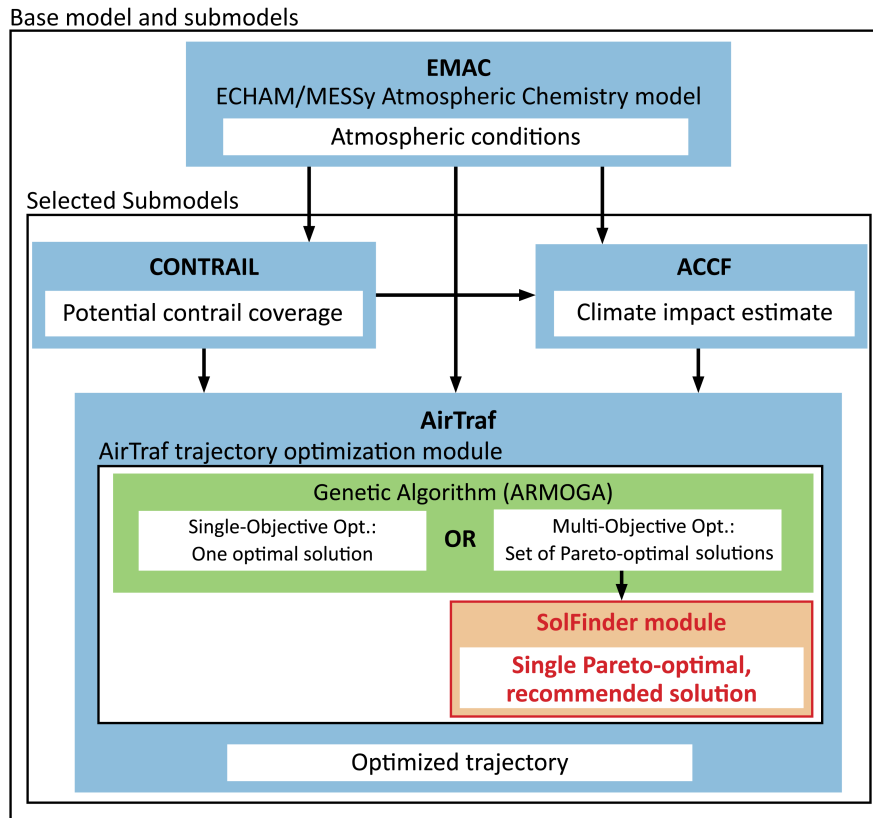 Base model and submodels
EMAC
ECHAM/MESSy Atmospheric Chemistry model
Atmospheric conditions
Selected Submodels
CONTRAIL
Potential contrail coverage
ACCF
Climate impact estimate
AirTraf
AirTraf trajectory optimization module
Genetic Algorithm (ARMOGA)
Single-Objective Opt.:
One optimal solution
OR
Multi-Objective Opt.:
Set of Pareto-optimal solutions
SolFinder module
Single Pareto-optimal,
recommended solution
Optimized trajectory